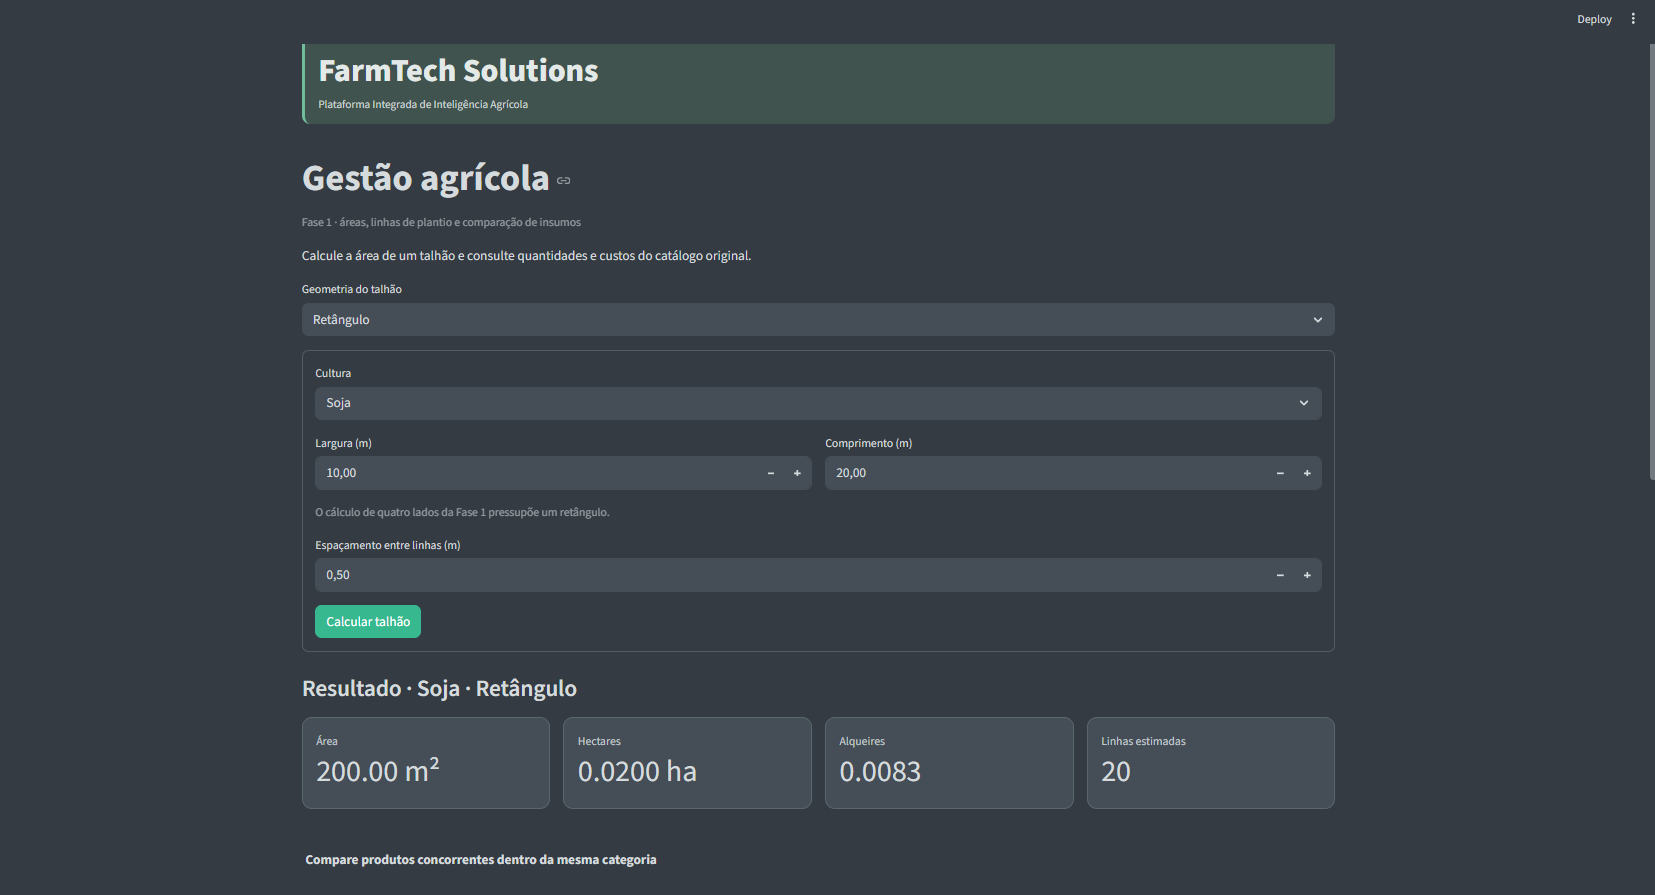 Deploy
FarmTech Solutions
Plataforma Integrada de Inteligência Agrícola
Gestão agrícola
Fase 1 · áreas, linhas de plantio e comparação de insumos
Calcule a área de um talhão e consulte quantidades e custos do catálogo original.
Geometria do talhão
Retângulo
Cultura
Soja
Largura (m) Comprimento (m)
10,00 − + 20,00 − +
O cálculo de quatro lados da Fase 1 pressupõe um retângulo.
Espaçamento entre linhas (m)
0,50 − +
Calcular talhão
Resultado · Soja · Retângulo
Área Hectares Alqueires Linhas estimadas
200.00 m² 0.0200 ha 0.0083 20
Compare produtos concorrentes dentro da mesma categoria